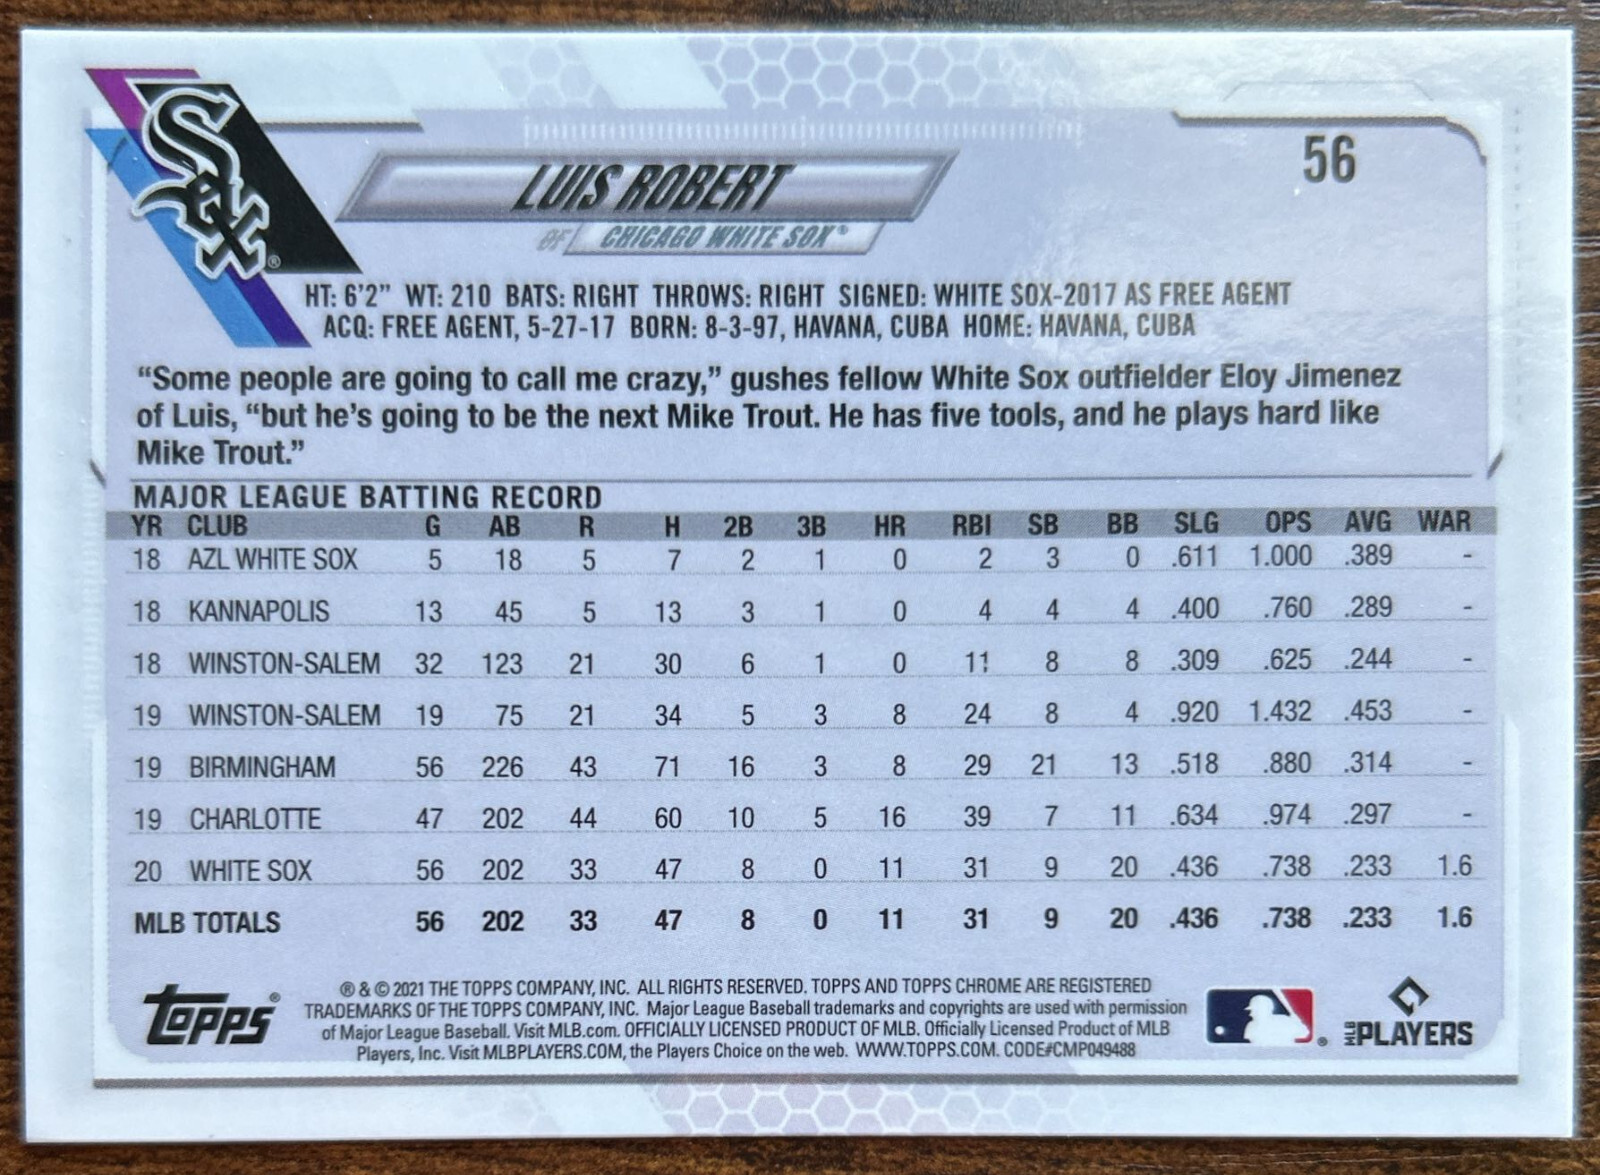 SOX®
56
LUIS ROBERT
OF CHICAGO WHITE SOX®
HT: 6'2" WT: 210 BATS: RIGHT THROWS: RIGHT SIGNED: WHITE SOX-2017 AS FREE AGENT
ACQ: FREE AGENT, 5-27-17 BORN: 8-3-97, HAVANA, CUBA HOME: HAVANA, CUBA
“Some people are going to call me crazy,” gushes fellow White Sox outfielder Eloy Jimenez
of Luis, “but he’s going to be the next Mike Trout. He has five tools, and he plays hard like
Mike Trout.”
MAJOR LEAGUE BATTING RECORD
YR CLUB G AB R H 2B 3B HR RBI SB BB SLG OPS AVG WAR
18 AZL WHITE SOX 5 18 5 7 2 1 0 2 3 0 .611 1.000 .389 -
18 KANNAPOLIS 13 45 5 13 3 1 0 4 4 4 .400 .760 .289 -
18 WINSTON-SALEM 32 123 21 30 6 1 0 11 8 8 .309 .625 .244 -
19 WINSTON-SALEM 19 75 21 34 5 3 8 24 8 4 .920 1.432 .453 -
19 BIRMINGHAM 56 226 43 71 16 3 8 29 21 13 .518 .880 .314 -
19 CHARLOTTE 47 202 44 60 10 5 16 39 7 11 .634 .974 .297 -
20 WHITE SOX 56 202 33 47 8 0 11 31 9 20 .436 .738 .233 1.6
MLB TOTALS 56 202 33 47 8 0 11 31 9 20 .436 .738 .233 1.6
topps®
® & © 2021 THE TOPPS COMPANY, INC. ALL RIGHTS RESERVED. TOPPS AND TOPPS CHROME ARE REGISTERED
TRADEMARKS OF THE TOPPS COMPANY, INC. Major League Baseball trademarks and copyrights are used with permission
of Major League Baseball. Visit MLB.com. OFFICIALLY LICENSED PRODUCT OF MLB. Officially Licensed Product of MLB
Players, Inc. Visit MLBPLAYERS.COM, the Players Choice on the web. WWW.TOPPS.COM. CODE#CMP049488
®
MLB PLAYERS